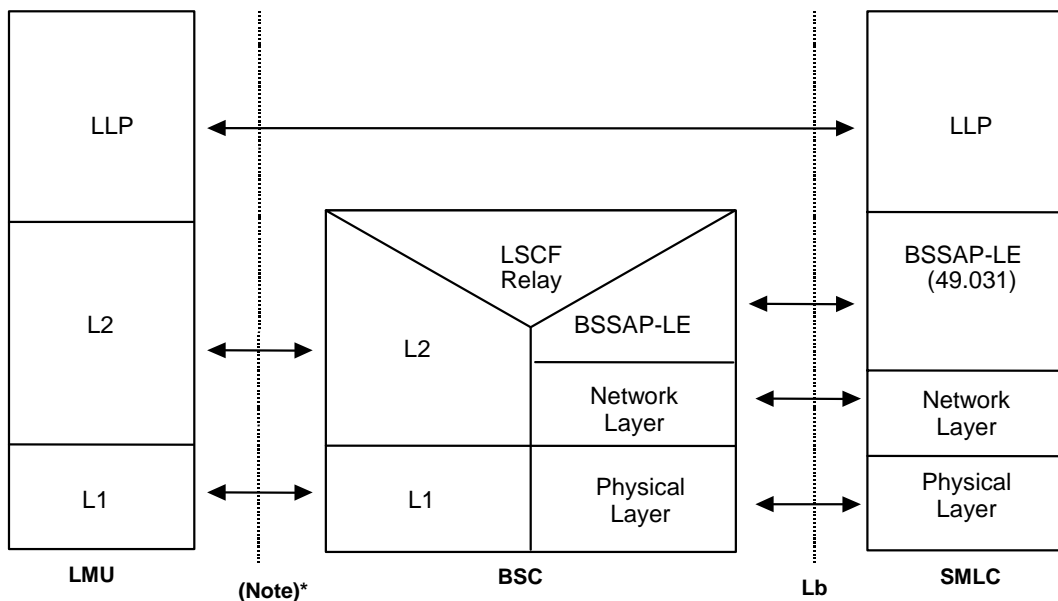 LLP
L2
L1
LMU
(Note)*
LSCF
Relay
L2
BSSAP-LE
Network
Layer
L1
Physical
Layer
BSC
Lb
LLP
BSSAP-LE
(49.031)
Network
Layer
Physical
Layer
SMLC